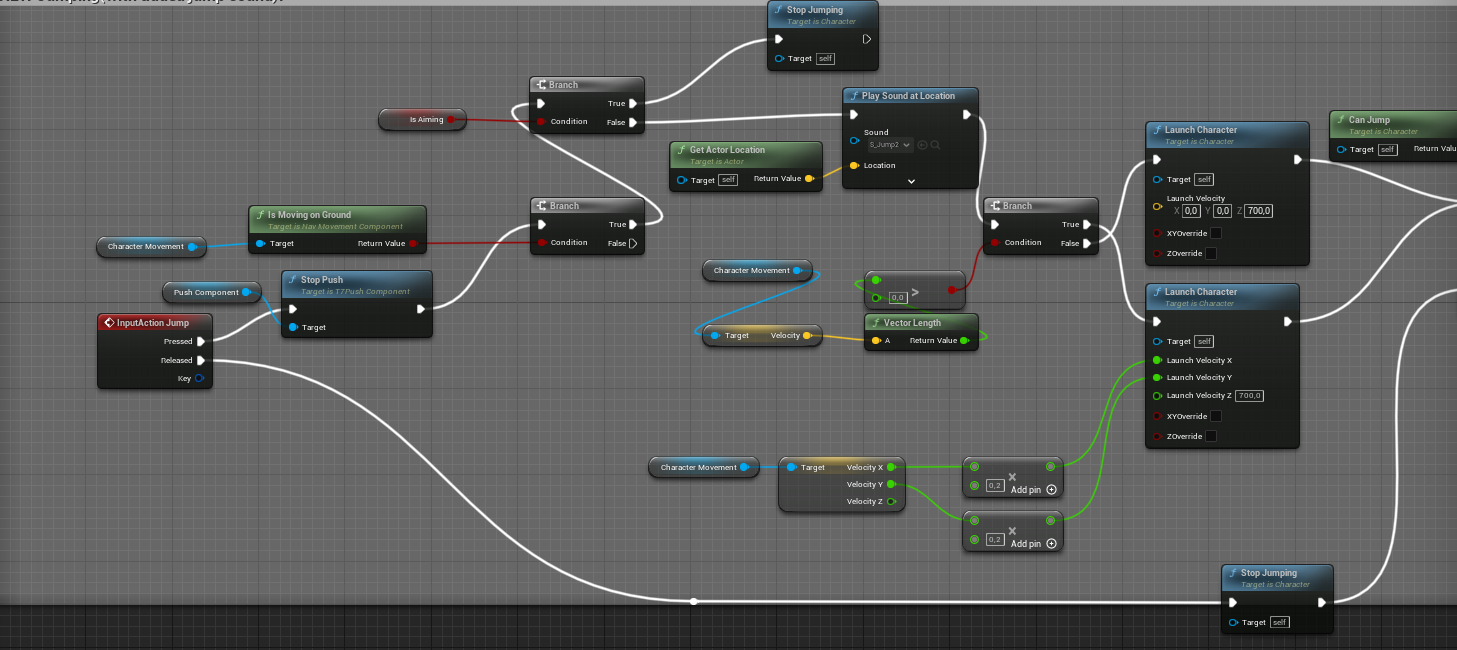 Stop Jumping
Target is Character
Target self
Branch
True
Condition False
Is Aiming
Play Sound at Location
Sound
S_Jump2
Location
Get Actor Location
Target is Actor
Target self Return Value
Launch Character
Target is Character
Target self
Launch Velocity
X 0,0 Y 0,0 Z 700,0
XYOverride
ZOverride
Can Jump
Target is Character
Target self Return Valu
Is Moving on Ground
Target is Nav Movement Component
Target
Return Value
Character Movement
Branch
True
Condition False
Branch
True
Condition
False
Push Component
Stop Push
Target is T7Push Component
Target
InputAction Jump
Pressed
Released
Key
Character Movement
0,0 >
Target Velocity
Vector Length
A Return Value
Launch Character
Target is Character
Target self
Launch Velocity X
Launch Velocity Y
Launch Velocity Z 700,0
XYOverride
ZOverride
Character Movement
Target Velocity X
Velocity Y
Velocity Z
0,2 ×
Add pin
0,2 ×
Add pin
Stop Jumping
Target is Character
Target self